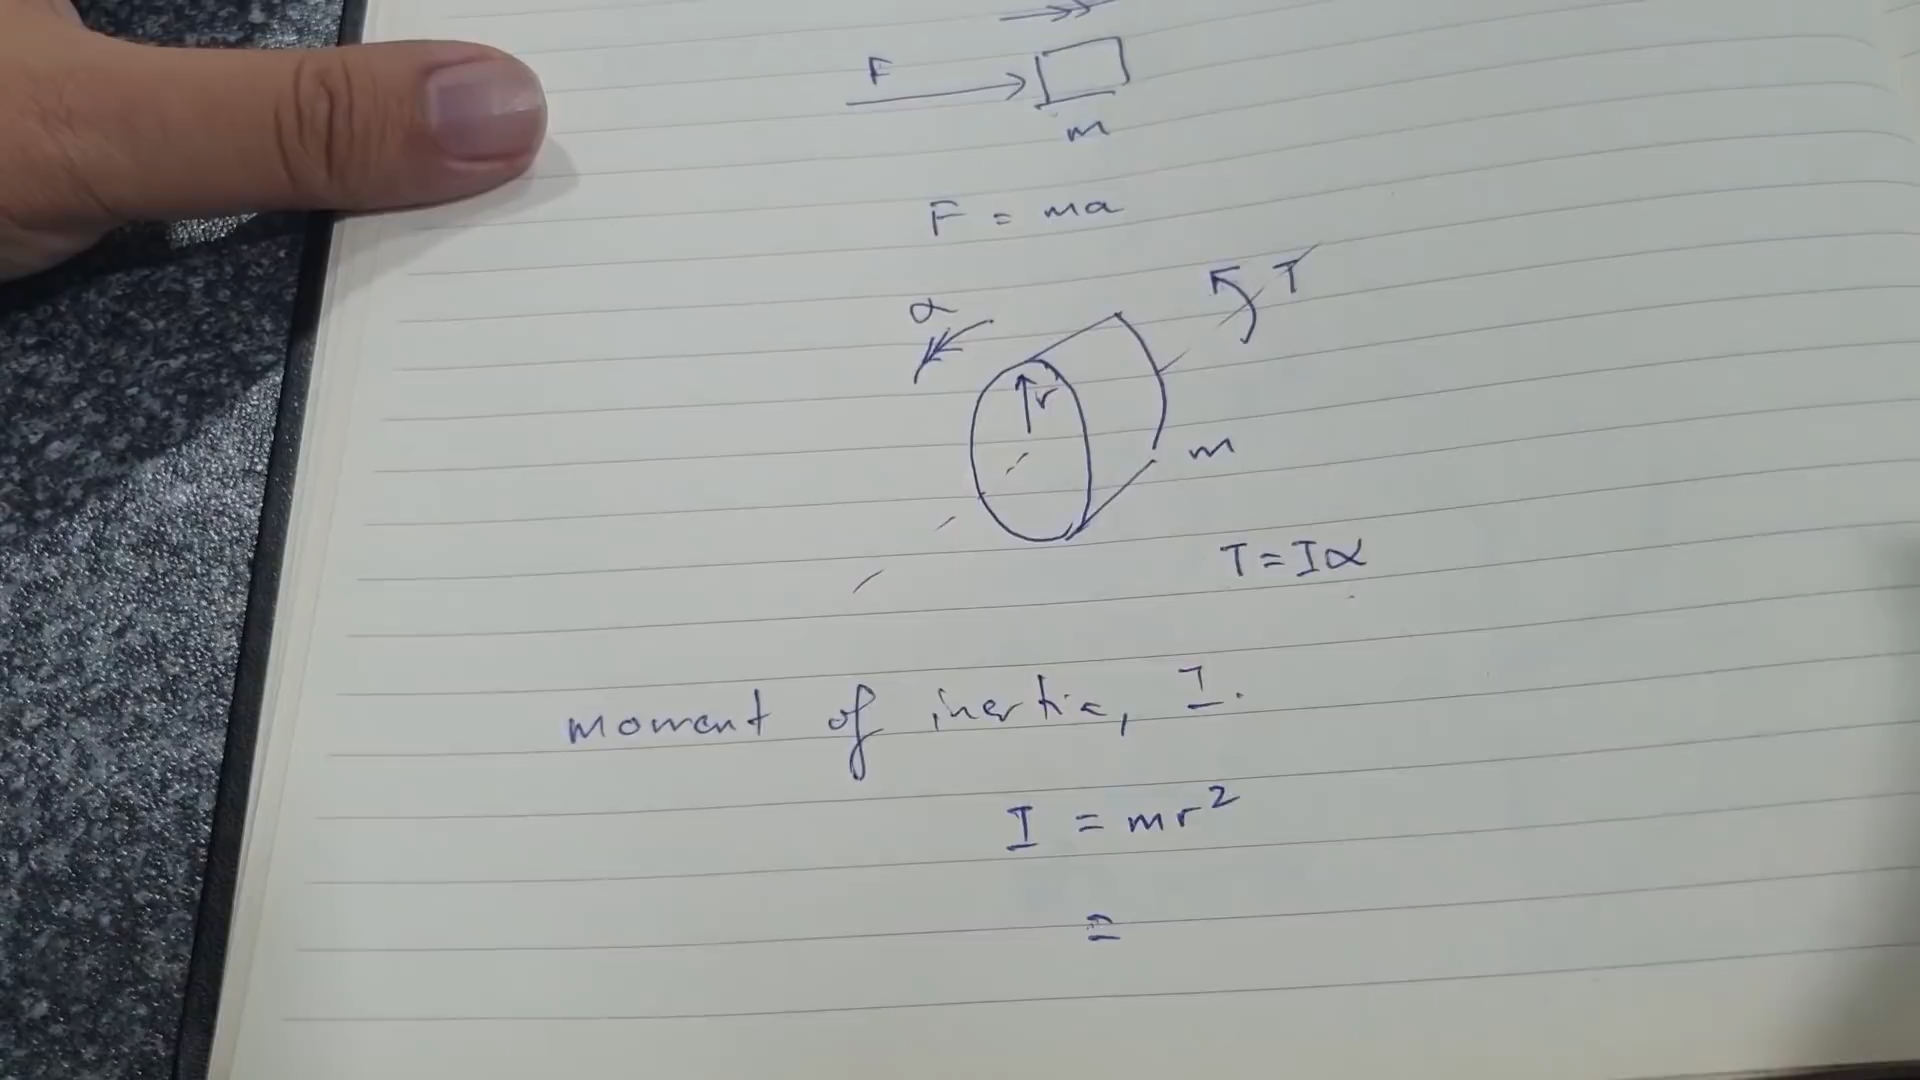 F
m
F = ma
α
T
r
m
T = Iα
moment of inertia, I.
I = mr²
=